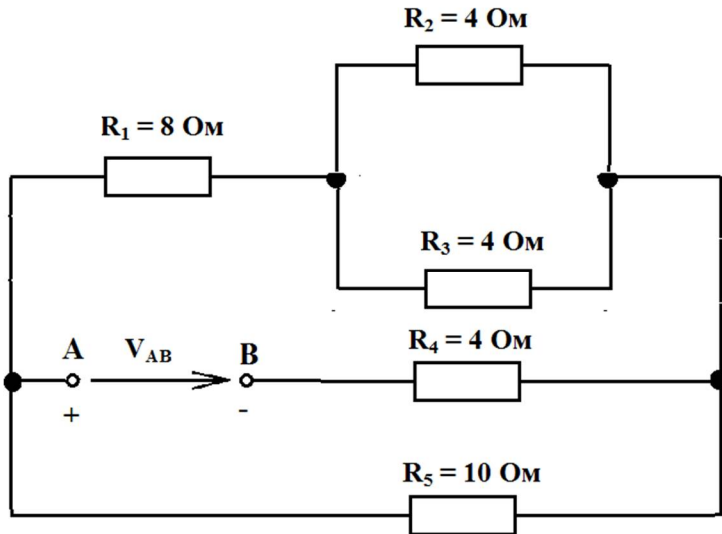 R₂ = 4 Ом
R₁ = 8 Ом
R₃ = 4 Ом
A V_AB B R₄ = 4 Ом
+ -
R₅ = 10 Ом